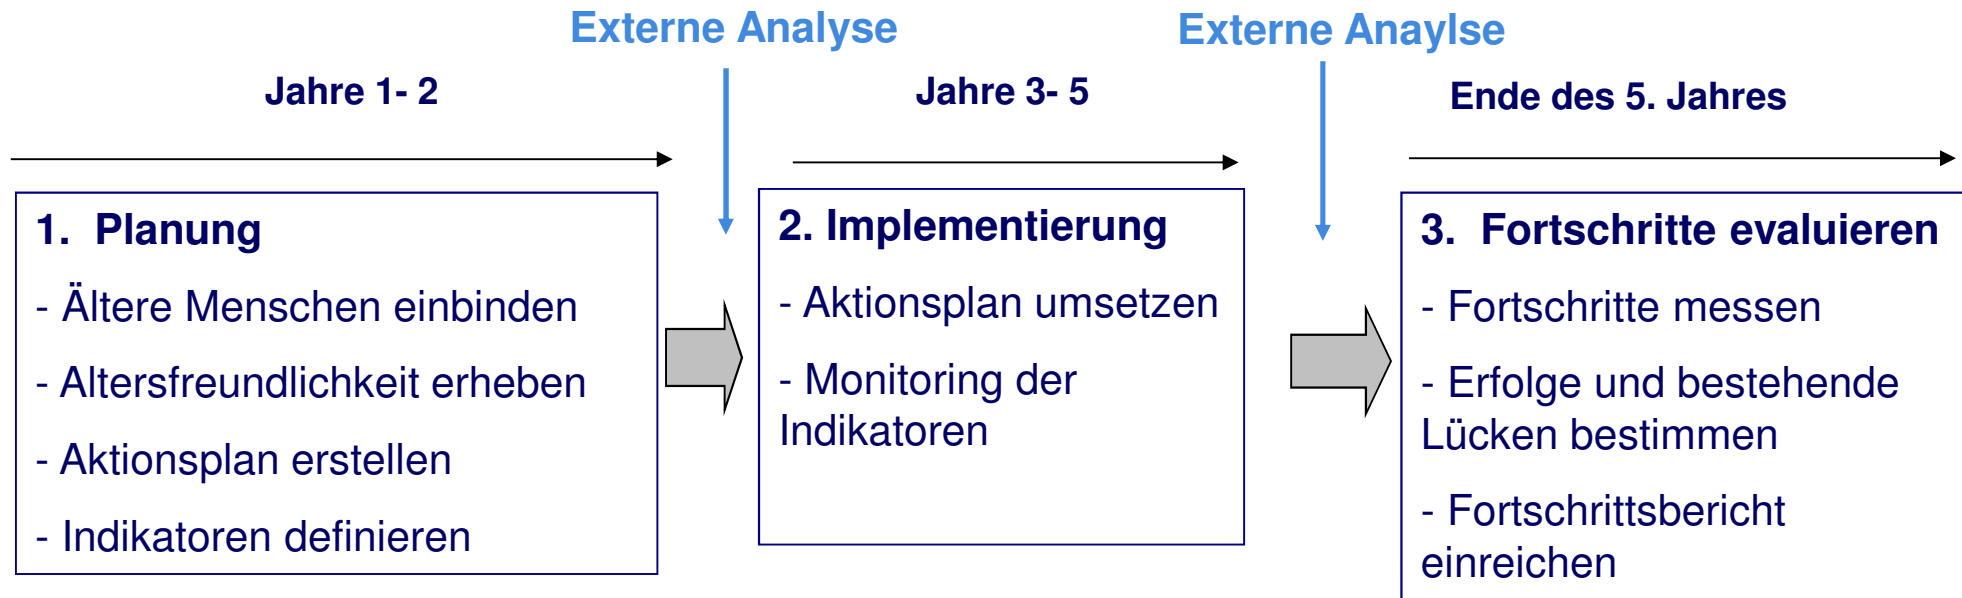 Externe Analyse
Externe Anaylse
Jahre 1- 2
Jahre 3- 5
Ende des 5. Jahres
1. Planung
- Ältere Menschen einbinden
- Altersfreundlichkeit erheben
- Aktionsplan erstellen
- Indikatoren definieren
2. Implementierung
- Aktionsplan umsetzen
- Monitoring der
Indikatoren
3. Fortschritte evaluieren
- Fortschritte messen
- Erfolge und bestehende
Lücken bestimmen
- Fortschrittsbericht
einreichen